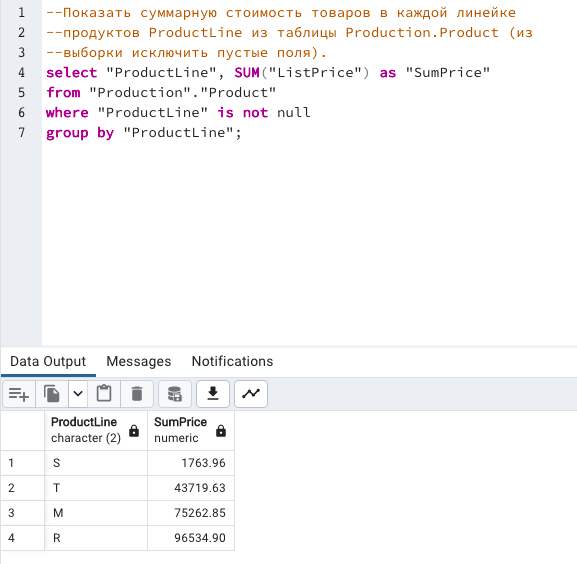 1 --Показать суммарную стоимость товаров в каждой линейке
2 --продуктов ProductLine из таблицы Production.Product (из
3 --выборки исключить пустые поля).
4 select "ProductLine", SUM("ListPrice") as "SumPrice"
5 from "Production"."Product"
6 where "ProductLine" is not null
7 group by "ProductLine";
Data Output Messages Notifications
ProductLine SumPrice
character (2) numeric
1 S 1763.96
2 T 43719.63
3 M 75262.85
4 R 96534.90